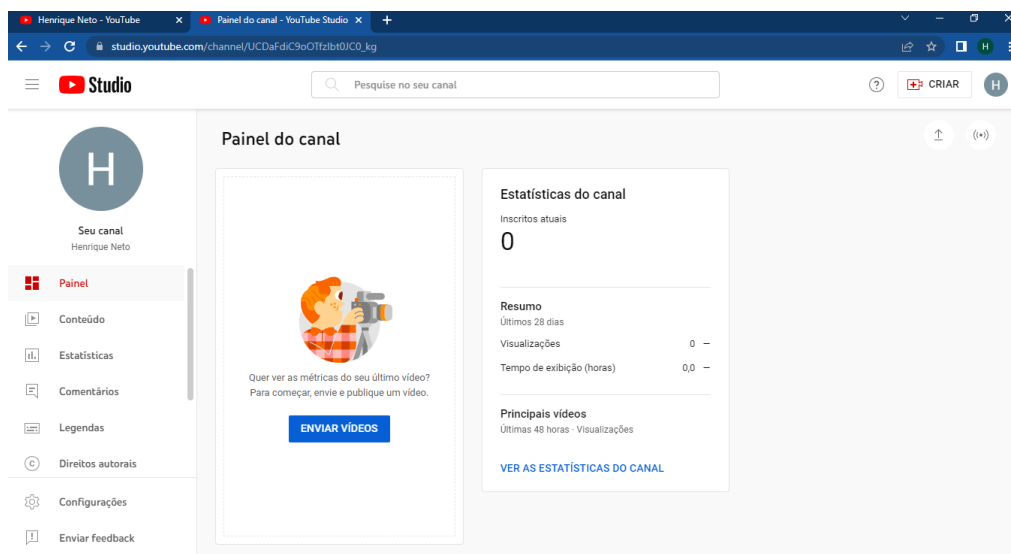 Henrique Neto - YouTube
Painel do canal - YouTube Studio
studio.youtube.com/channel/UCDaFdiC9oOTfzIbt0JC0_kg
H
Studio
Pesquise no seu canal
CRIAR
H
H
Seu canal
Henrique Neto
Painel
Conteúdo
Estatísticas
Comentários
Legendas
Direitos autorais
Configurações
Enviar feedback
Painel do canal
Quer ver as métricas do seu último vídeo?
Para começar, envie e publique um vídeo.
ENVIAR VÍDEOS
Estatísticas do canal
Inscritos atuais
0
Resumo
Últimos 28 dias
Visualizações 0 —
Tempo de exibição (horas) 0,0 —
Principais vídeos
Últimas 48 horas · Visualizações
VER AS ESTATÍSTICAS DO CANAL